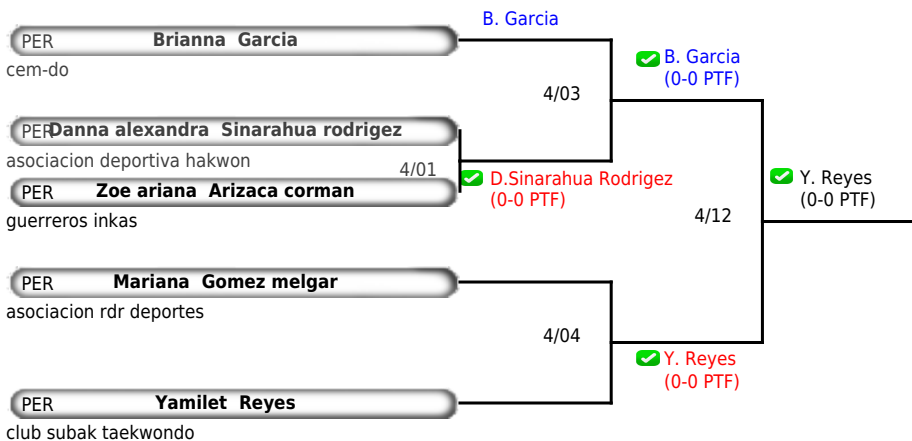 B. Garcia
PER Brianna Garcia
cem-do
B. Garcia
(0-0 PTF)
4/03
PER Danna alexandra Sinarahua rodrigez
asociacion deportiva hakwon
4/01
D.Sinarahua Rodrigez
(0-0 PTF)
Y. Reyes
(0-0 PTF)
PER Zoe ariana Arizaca corman
guerreros inkas
4/12
PER Mariana Gomez melgar
asociacion rdr deportes
4/04
Y. Reyes
(0-0 PTF)
PER Yamilet Reyes
club subak taekwondo